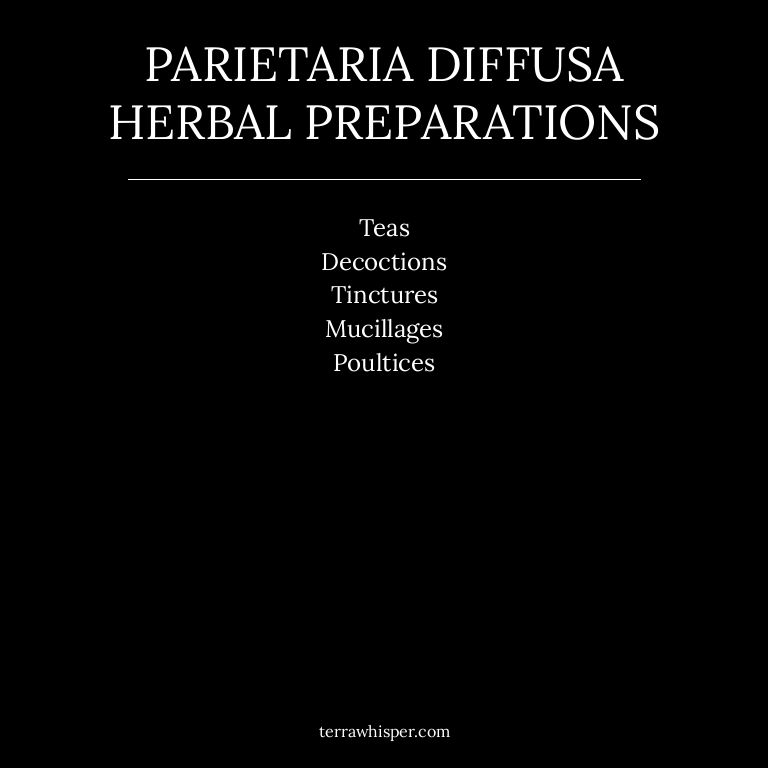 PARIETARIA DIFFUSA
HERBAL PREPARATIONS
Teas
Decoctions
Tinctures
Mucillages
Poultices
terrawhisper.com